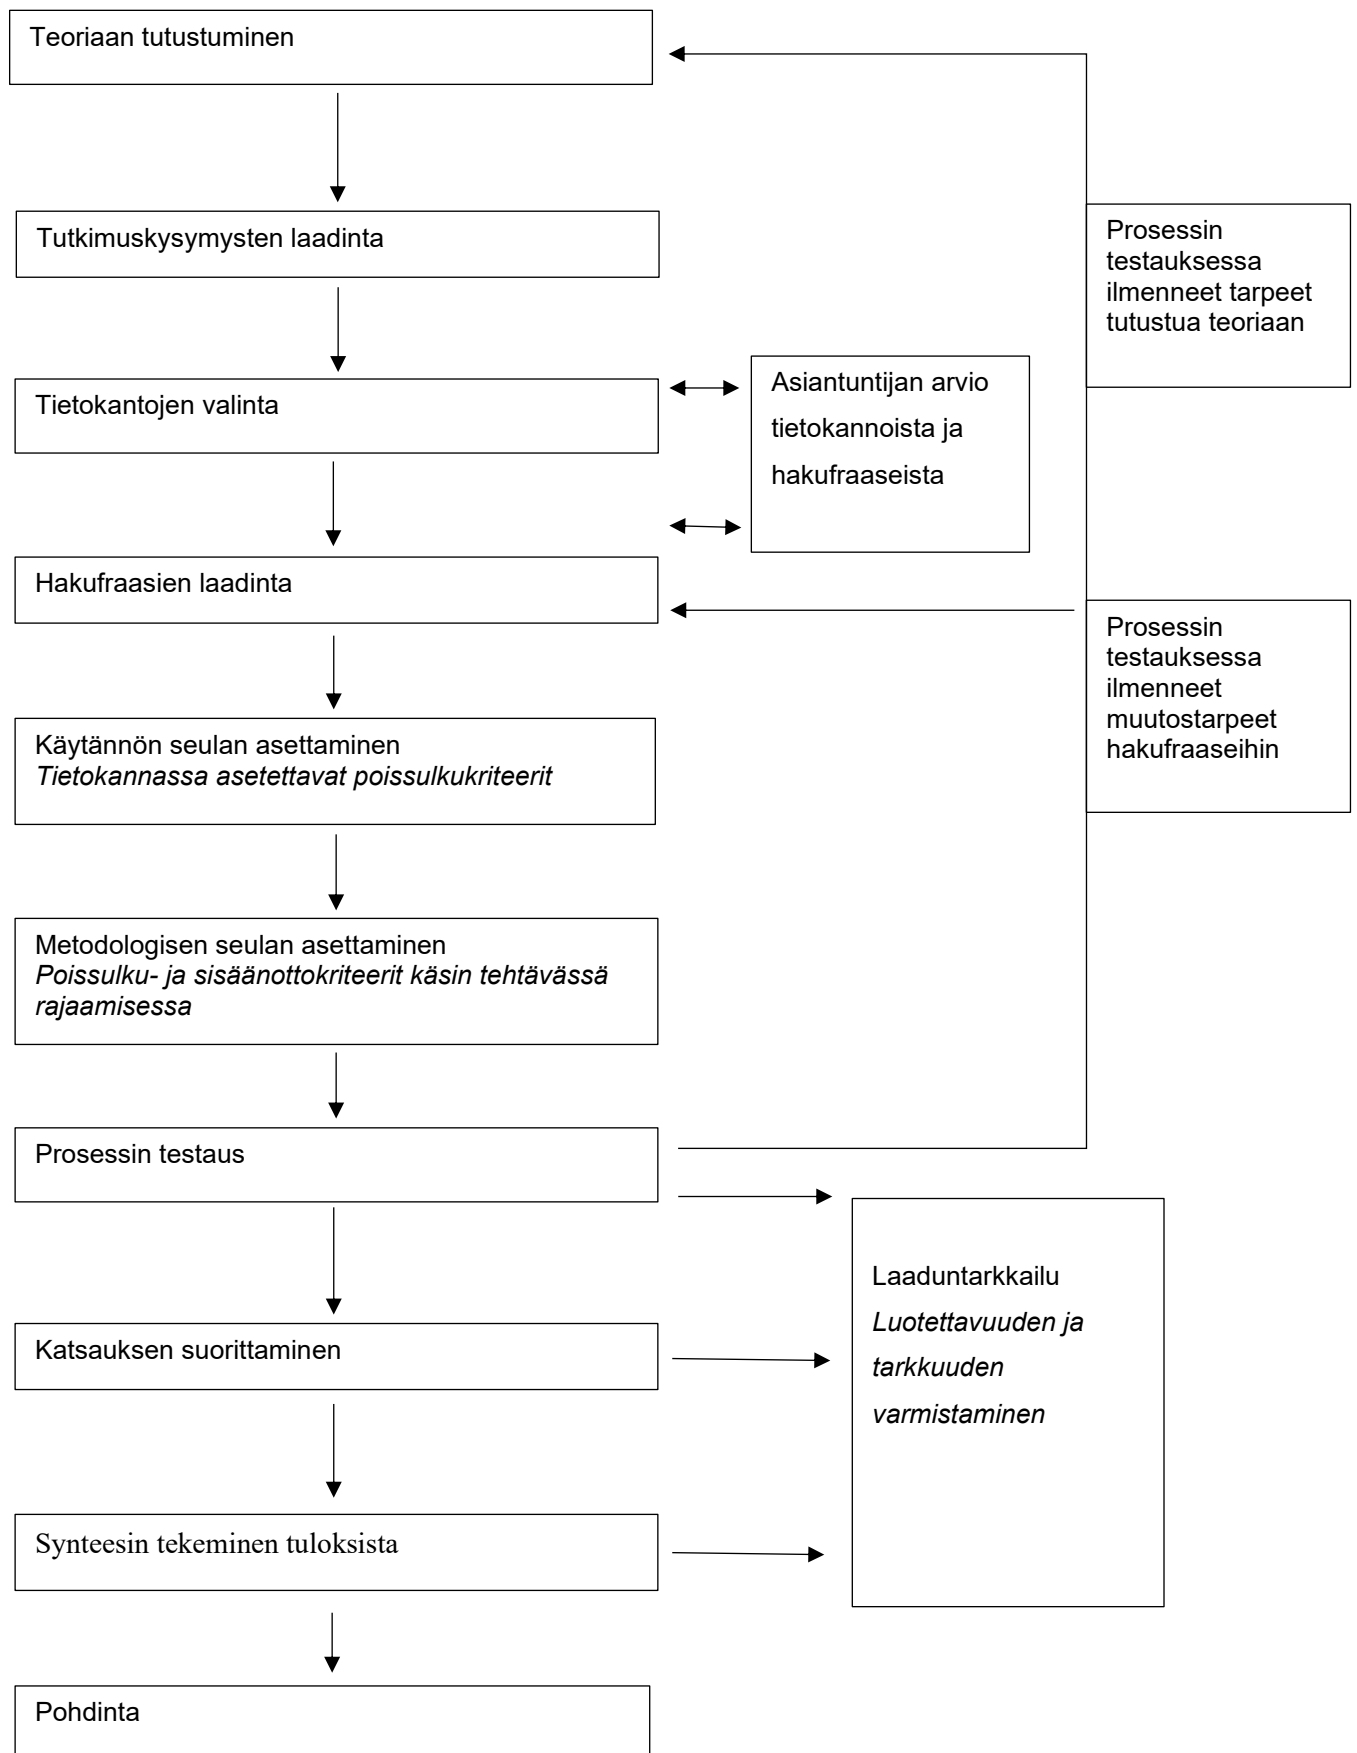 Teoriaan tutustuminen
Tutkimuskysymysten laadinta
Prosessin
testauksessa
ilmenneet tarpeet
tutustua teoriaan
Tietokantojen valinta
Asiantuntijan arvio
tietokannoista ja
hakufraaseista
Hakufraasien laadinta
Prosessin
testauksessa
ilmenneet
muutostarpeet
hakufraaseihin
Käytännön seulan asettaminen
Tietokannassa asetettavat poissulkukriteerit
Metodologisen seulan asettaminen
Poissulku- ja sisäänottokriteerit käsin tehtävässä
rajaamisessa
Prosessin testaus
Laaduntarkkailu
Luotettavuuden ja
tarkkuuden
varmistaminen
Katsauksen suorittaminen
Synteesin tekeminen tuloksista
Pohdinta